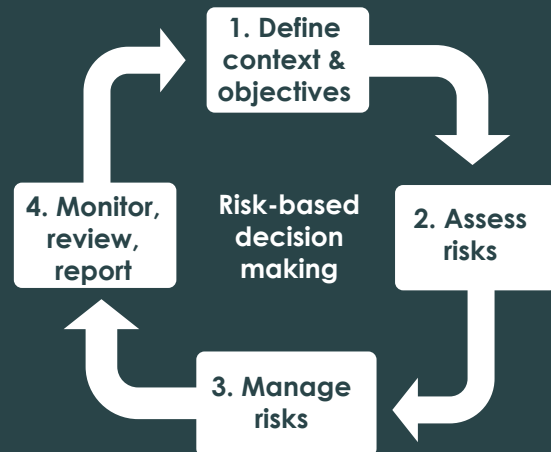 1. Define
context &
objectives
2. Assess
risks
3. Manage
risks
4. Monitor,
review,
report
Risk-based
decision
making